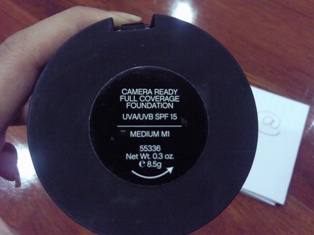 CAMERA READY
FULL COVERAGE
FOUNDATION
UVA/UVB SPF 15
MEDIUM M1
55336
Net Wt. 0.3 oz.
℮ 8.5g
@